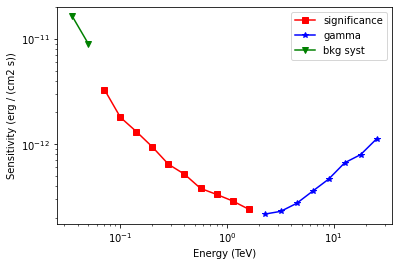 significance
gamma
bkg syst
10⁻¹¹
10⁻¹²
Sensitivity (erg / (cm2 s))
10⁻¹
10⁰
10¹
Energy (TeV)